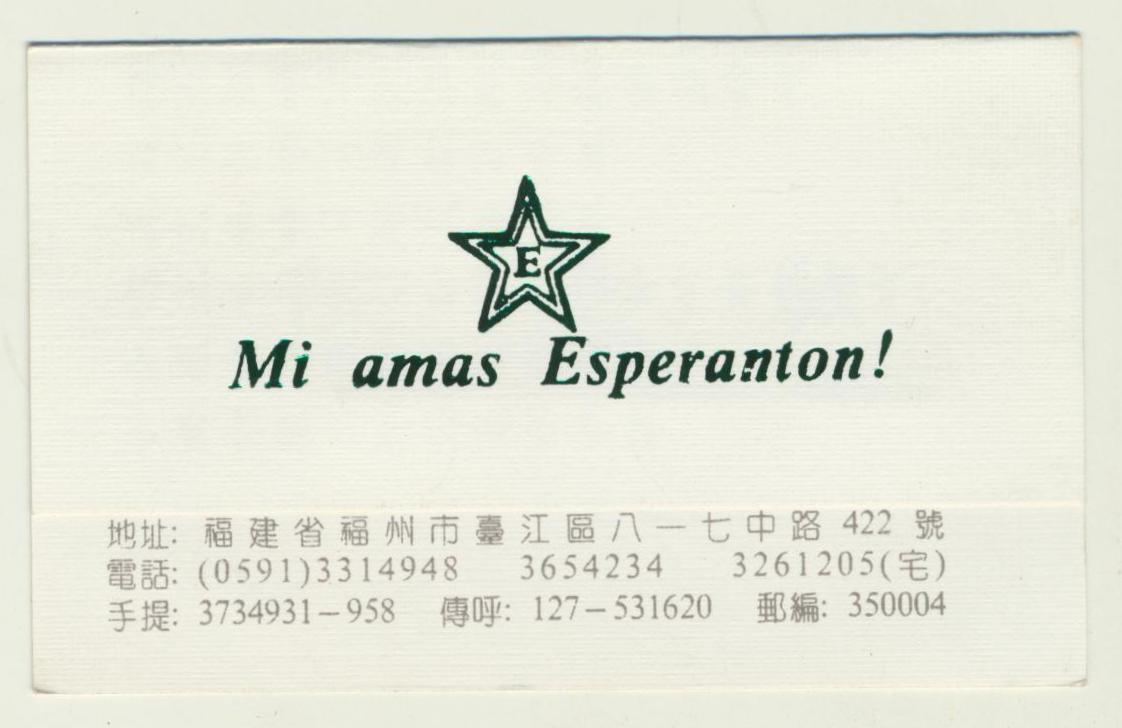 E
Mi amas Esperanton!
地址: 福建省福州市臺江區八一七中路 422 號
電話: (0591)3314948 3654234 3261205(宅)
手提: 3734931－958 傳呼: 127－531620 郵編: 350004